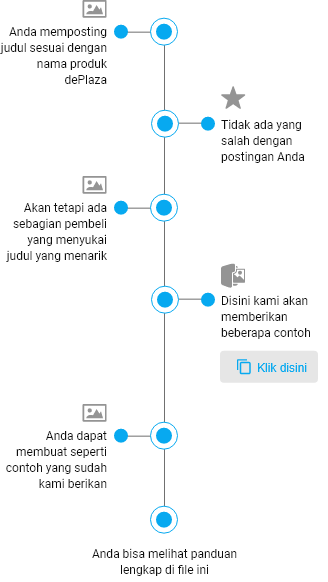 Anda memposting
judul sesuai dengan
nama produk
dePlaza
Tidak ada yang
salah dengan
postingan Anda
Akan tetapi ada
sebagian pembeli
yang menyukai
judul yang menarik
Disini kami akan
memberikan
beberapa contoh
Klik disini
Anda dapat
membuat seperti
contoh yang sudah
kami berikan
Anda bisa melihat panduan
lengkap di file ini